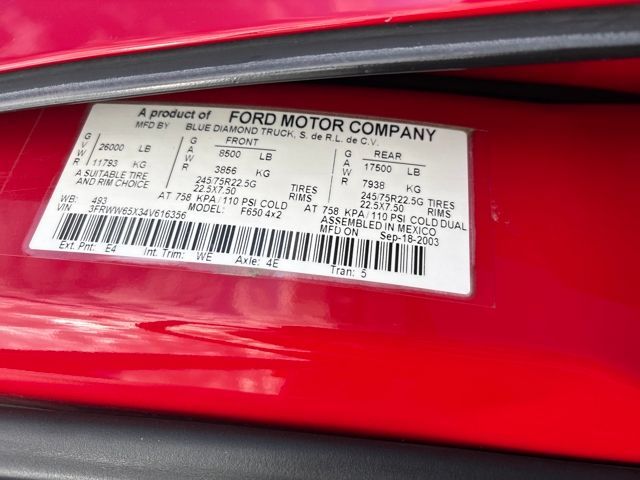 A product of FORD MOTOR COMPANY
MFD BY BLUE DIAMOND TRUCK, S. de R.L. de C.V.
GVWR 26000 LB
11793 KG
FRONT
GAWR 8500 LB
3856 KG
REAR
GAWR 17500 LB
7938 KG
A SUITABLE TIRE AND RIM CHOICE
245/75R22.5G TIRES
22.5X7.50 RIMS
AT 758 KPA/110 PSI COLD
245/75R22.5G TIRES
22.5X7.50 RIMS
AT 758 KPA/110 PSI COLD DUAL
WB: 493
VIN 3FRWW65X34V616356
MODEL: F650 4x2
ASSEMBLED IN MEXICO
MFD ON Sep-18-2003
Ext. Pnt: E4 Int. Trim: WE Axle: 4E Tran: 5